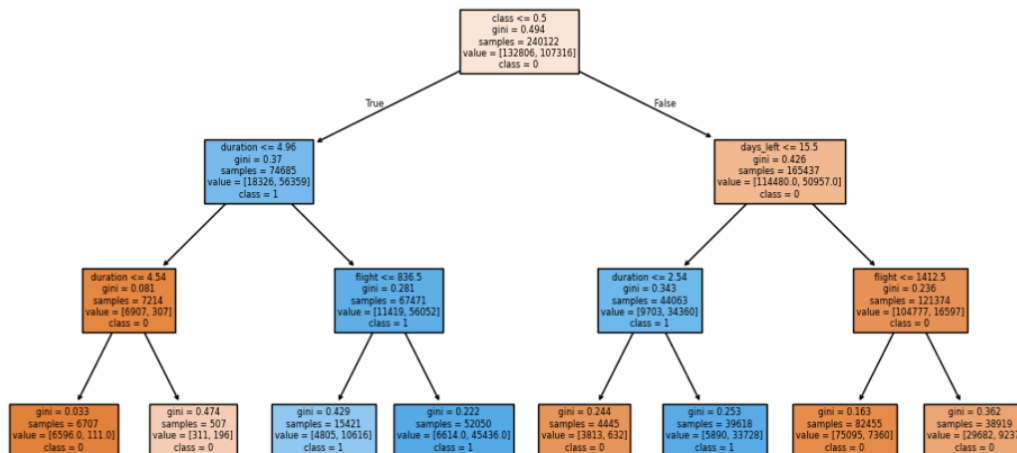 class <= 0.5
gini = 0.494
samples = 240122
value = [132806, 107316]
class = 0
True
False
duration <= 4.96
gini = 0.37
samples = 74685
value = [18326, 56359]
class = 1
days_left <= 15.5
gini = 0.426
samples = 165437
value = [114480.0, 50957.0]
class = 0
duration <= 4.54
gini = 0.081
samples = 7214
value = [6907, 307]
class = 0
flight <= 836.5
gini = 0.281
samples = 67471
value = [11419, 56052]
class = 1
duration <= 2.54
gini = 0.343
samples = 44063
value = [9703, 34360]
class = 1
flight <= 1412.5
gini = 0.236
samples = 121374
value = [104777, 16597]
class = 0
gini = 0.033
samples = 6707
value = [6596.0, 111.0]
class = 0
gini = 0.474
samples = 507
value = [311, 196]
class = 0
gini = 0.429
samples = 15421
value = [4805, 10616]
class = 1
gini = 0.222
samples = 52050
value = [6614.0, 45436.0]
class = 1
gini = 0.244
samples = 4445
value = [3813, 632]
class = 0
gini = 0.253
samples = 39618
value = [5890, 33728]
class = 1
gini = 0.163
samples = 82455
value = [75095, 7360]
class = 0
gini = 0.362
samples = 38919
value = [29682, 9237]
class = 0